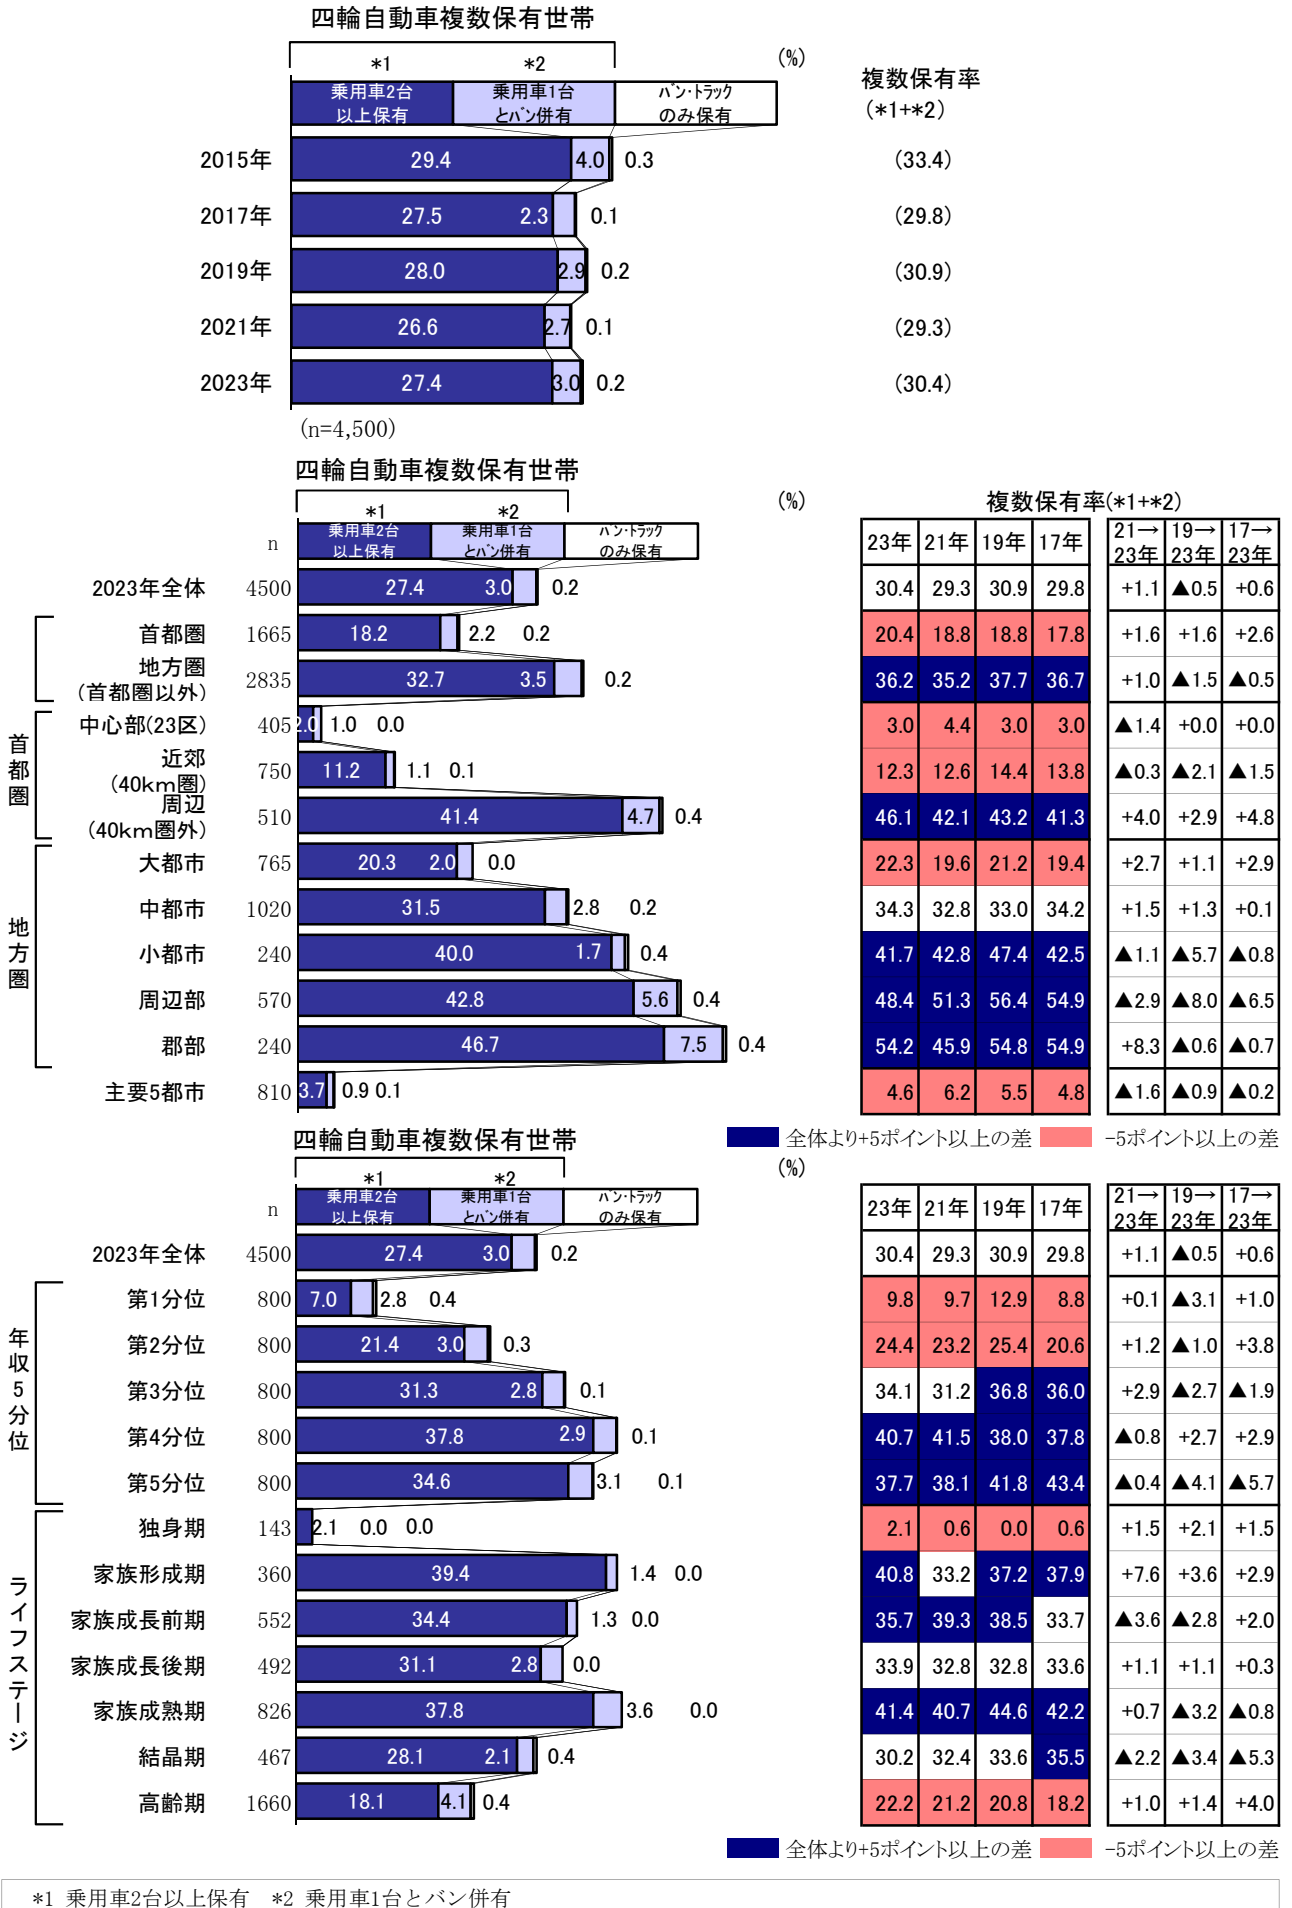 四輪自動車複数保有世帯
*1 *2 (%)
乗用車2台以上保有 乗用車1台とバン併有 バン・トラックのみ保有 複数保有率(*1+*2)
2015年 29.4 4.0 0.3 (33.4)
2017年 27.5 2.3 0.1 (29.8)
2019年 28.0 2.9 0.2 (30.9)
2021年 26.6 2.7 0.1 (29.3)
2023年 27.4 3.0 0.2 (30.4)
(n=4,500)
四輪自動車複数保有世帯
*1 *2 (%) 複数保有率(*1+*2)
n 乗用車2台以上保有 乗用車1台とバン併有 バン・トラックのみ保有 23年 21年 19年 17年 21→23年 19→23年 17→23年
2023年全体 4500 27.4 3.0 0.2 30.4 29.3 30.9 29.8 +1.1 ▲0.5 +0.6
首都圏 1665 18.2 2.2 0.2 20.4 18.8 18.8 17.8 +1.6 +1.6 +2.6
地方圏(首都圏以外) 2835 32.7 3.5 0.2 36.2 35.2 37.7 36.7 +1.0 ▲1.5 ▲0.5
首都圏
中心部(23区) 405 2.0 1.0 0.0 3.0 4.4 3.0 3.0 ▲1.4 +0.0 +0.0
近郊(40km圏) 750 11.2 1.1 0.1 12.3 12.6 14.4 13.8 ▲0.3 ▲2.1 ▲1.5
周辺(40km圏外) 510 41.4 4.7 0.4 46.1 42.1 43.2 41.3 +4.0 +2.9 +4.8
地方圏
大都市 765 20.3 2.0 0.0 22.3 19.6 21.2 19.4 +2.7 +1.1 +2.9
中都市 1020 31.5 2.8 0.2 34.3 32.8 33.0 34.2 +1.5 +1.3 +0.1
小都市 240 40.0 1.7 0.4 41.7 42.8 47.4 42.5 ▲1.1 ▲5.7 ▲0.8
周辺部 570 42.8 5.6 0.4 48.4 51.3 56.4 54.9 ▲2.9 ▲8.0 ▲6.5
郡部 240 46.7 7.5 0.4 54.2 45.9 54.8 54.9 +8.3 ▲0.6 ▲0.7
主要5都市 810 3.7 0.9 0.1 4.6 6.2 5.5 4.8 ▲1.6 ▲0.9 ▲0.2
全体より+5ポイント以上の差 -5ポイント以上の差
四輪自動車複数保有世帯
*1 *2 (%)
n 乗用車2台以上保有 乗用車1台とバン併有 バン・トラックのみ保有 23年 21年 19年 17年 21→23年 19→23年 17→23年
2023年全体 4500 27.4 3.0 0.2 30.4 29.3 30.9 29.8 +1.1 ▲0.5 +0.6
年収5分位
第1分位 800 7.0 2.8 0.4 9.8 9.7 12.9 8.8 +0.1 ▲3.1 +1.0
第2分位 800 21.4 3.0 0.3 24.4 23.2 25.4 20.6 +1.2 ▲1.0 +3.8
第3分位 800 31.3 2.8 0.1 34.1 31.2 36.8 36.0 +2.9 ▲2.7 ▲1.9
第4分位 800 37.8 2.9 0.1 40.7 41.5 38.0 37.8 ▲0.8 +2.7 +2.9
第5分位 800 34.6 3.1 0.1 37.7 38.1 41.8 43.4 ▲0.4 ▲4.1 ▲5.7
ライフステージ
独身期 143 2.1 0.0 0.0 2.1 0.6 0.0 0.6 +1.5 +2.1 +1.5
家族形成期 360 39.4 1.4 0.0 40.8 33.2 37.2 37.9 +7.6 +3.6 +2.9
家族成長前期 552 34.4 1.3 0.0 35.7 39.3 38.5 33.7 ▲3.6 ▲2.8 +2.0
家族成長後期 492 31.1 2.8 0.0 33.9 32.8 32.8 33.6 +1.1 +1.1 +0.3
家族成熟期 826 37.8 3.6 0.0 41.4 40.7 44.6 42.2 +0.7 ▲3.2 ▲0.8
結晶期 467 28.1 2.1 0.4 30.2 32.4 33.6 35.5 ▲2.2 ▲3.4 ▲5.3
高齢期 1660 18.1 4.1 0.4 22.2 21.2 20.8 18.2 +1.0 +1.4 +4.0
全体より+5ポイント以上の差 -5ポイント以上の差
*1 乗用車2台以上保有 *2 乗用車1台とバン併有